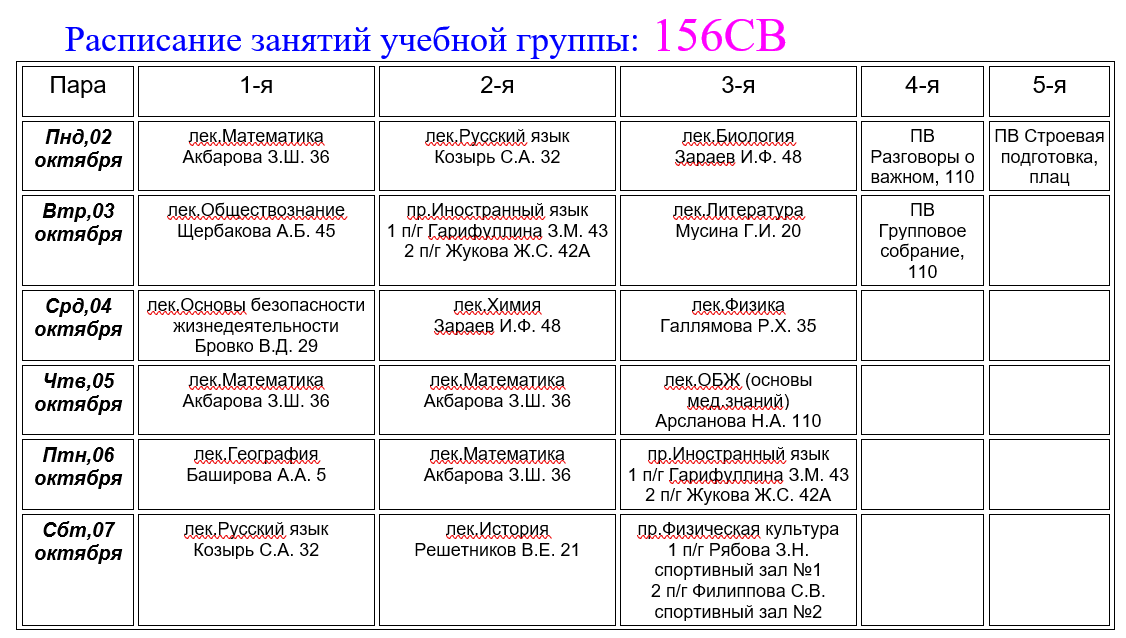 Расписание занятий учебной группы: 156СВ
Пара
1-я
2-я
3-я
4-я
5-я
Пнд,02
октября
лек.Математика
Акбарова З.Ш. 36
лек.Русский язык
Козырь С.А. 32
лек.Биология
Зараев И.Ф. 48
ПВ
Разговоры о
важном, 110
ПВ Строевая
подготовка,
плац
Втр,03
октября
лек.Обществознание
Щербакова А.Б. 45
пр.Иностранный язык
1 п/г Гарифуллина З.М. 43
2 п/г Жукова Ж.С. 42А
лек.Литература
Мусина Г.И. 20
ПВ
Групповое
собрание,
110
Срд,04
октября
лек.Основы безопасности
жизнедеятельности
Бровко В.Д. 29
лек.Химия
Зараев И.Ф. 48
лек.Физика
Галлямова Р.Х. 35
Чтв,05
октября
лек.Математика
Акбарова З.Ш. 36
лек.Математика
Акбарова З.Ш. 36
лек.ОБЖ (основы
мед.знаний)
Арсланова Н.А. 110
Птн,06
октября
лек.География
Баширова А.А. 5
лек.Математика
Акбарова З.Ш. 36
пр.Иностранный язык
1 п/г Гарифуллина З.М. 43
2 п/г Жукова Ж.С. 42А
Сбт,07
октября
лек.Русский язык
Козырь С.А. 32
лек.История
Решетников В.Е. 21
пр.Физическая культура
1 п/г Рябова З.Н.
спортивный зал №1
2 п/г Филиппова С.В.
спортивный зал №2